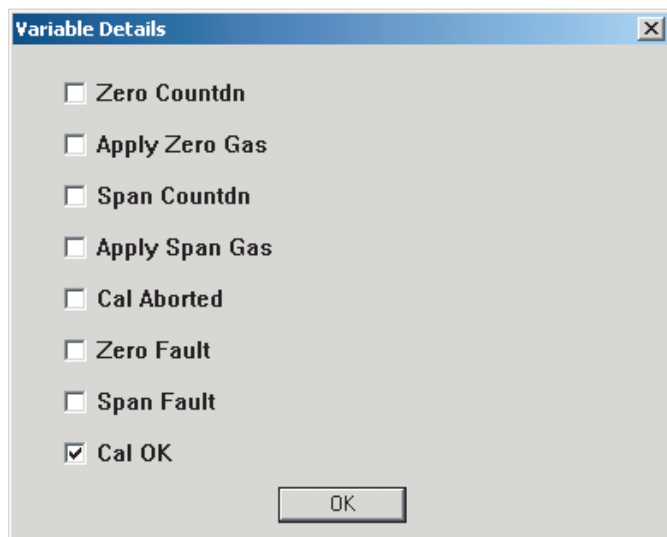 Variable Details
Zero Countdn
Apply Zero Gas
Span Countdn
Apply Span Gas
Cal Aborted
Zero Fault
Span Fault
Cal OK
OK